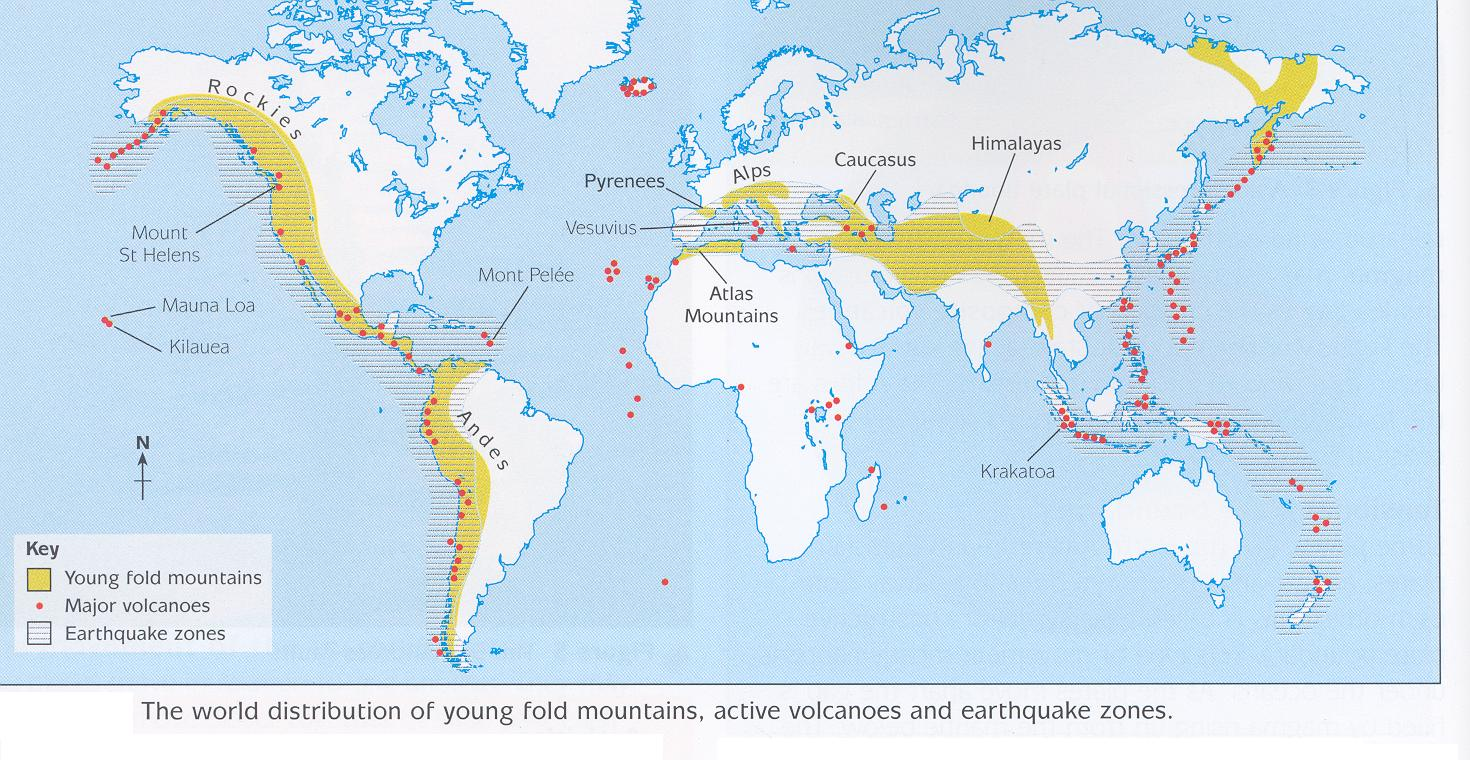 Rockies
Himalayas
Caucasus
Alps
Pyrenees
Vesuvius
Mount
St Helens
Mont Pelée
Atlas
Mountains
Mauna Loa
Kilauea
Andes
N
Krakatoa
Key
Young fold mountains
Major volcanoes
Earthquake zones
The world distribution of young fold mountains, active volcanoes and earthquake zones.